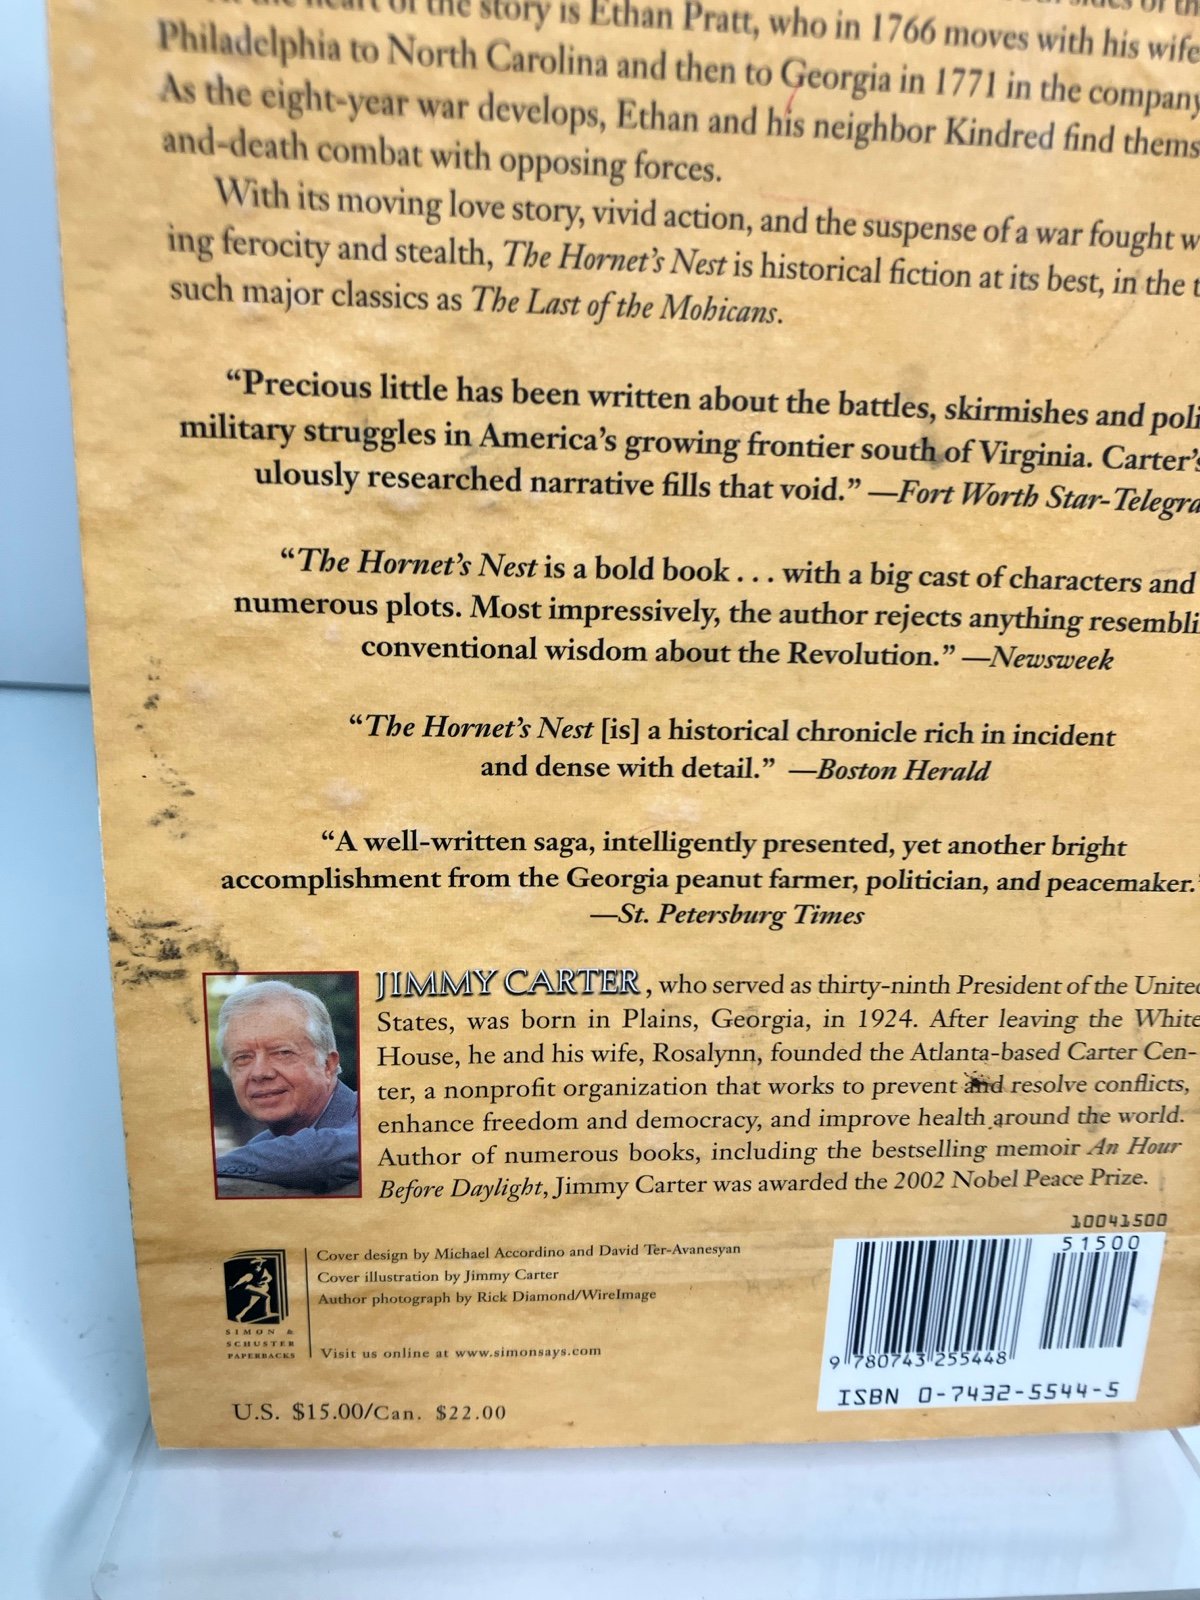 the heart of the story is Ethan Pratt, who in 1766 moves with his wife
Philadelphia to North Carolina and then to Georgia in 1771 in the company
As the eight-year war develops, Ethan and his neighbor Kindred find thems
and-death combat with opposing forces.
With its moving love story, vivid action, and the suspense of a war fought w
ing ferocity and stealth, The Hornet's Nest is historical fiction at its best, in the t
such major classics as The Last of the Mohicans.
“Precious little has been written about the battles, skirmishes and poli
military struggles in America's growing frontier south of Virginia. Carter's
ulously researched narrative fills that void.” —Fort Worth Star-Telegra
“The Hornet's Nest is a bold book . . . with a big cast of characters and
numerous plots. Most impressively, the author rejects anything resembli
conventional wisdom about the Revolution.” —Newsweek
“The Hornet's Nest [is] a historical chronicle rich in incident
and dense with detail.” —Boston Herald
“A well-written saga, intelligently presented, yet another bright
accomplishment from the Georgia peanut farmer, politician, and peacemaker.”
—St. Petersburg Times
JIMMY CARTER, who served as thirty-ninth President of the United
States, was born in Plains, Georgia, in 1924. After leaving the White
House, he and his wife, Rosalynn, founded the Atlanta-based Carter Cen-
ter, a nonprofit organization that works to prevent and resolve conflicts,
enhance freedom and democracy, and improve health around the world.
Author of numerous books, including the bestselling memoir An Hour
Before Daylight, Jimmy Carter was awarded the 2002 Nobel Peace Prize.
10041500
51500
Cover design by Michael Accordino and David Ter-Avanesyan
Cover illustration by Jimmy Carter
Author photograph by Rick Diamond/WireImage
SIMON &
SCHUSTER
PAPERBACKS
Visit us online at www.simonsays.com
9 780743 255448
ISBN 0-7432-5544-5
U.S. $15.00/Can. $22.00